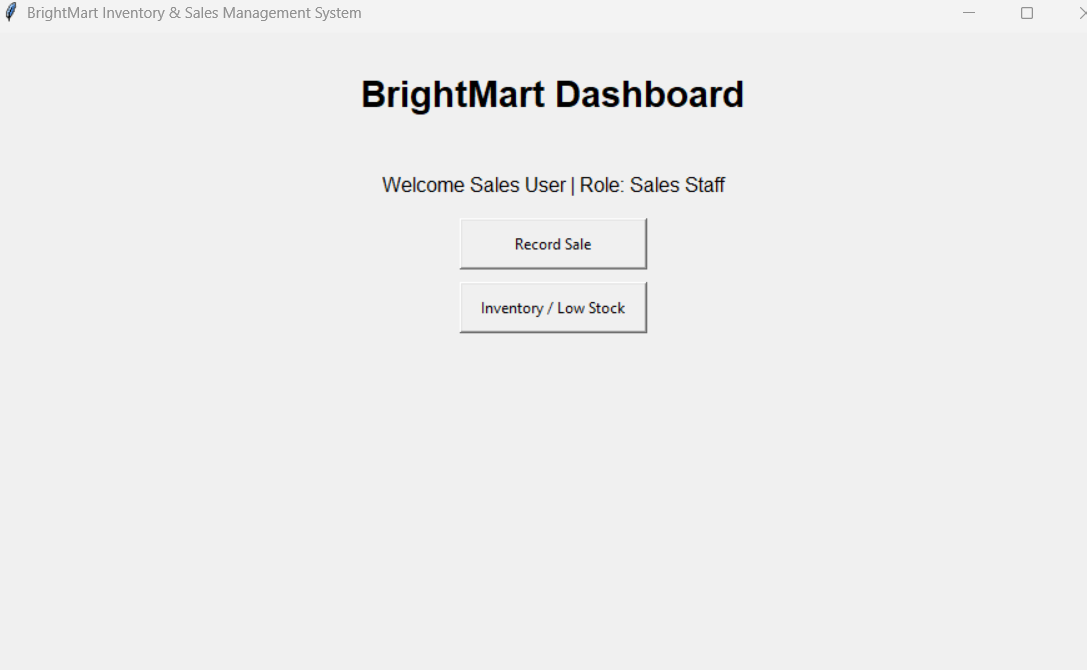 BrightMart Inventory & Sales Management System
BrightMart Dashboard
Welcome Sales User | Role: Sales Staff
Record Sale
Inventory / Low Stock